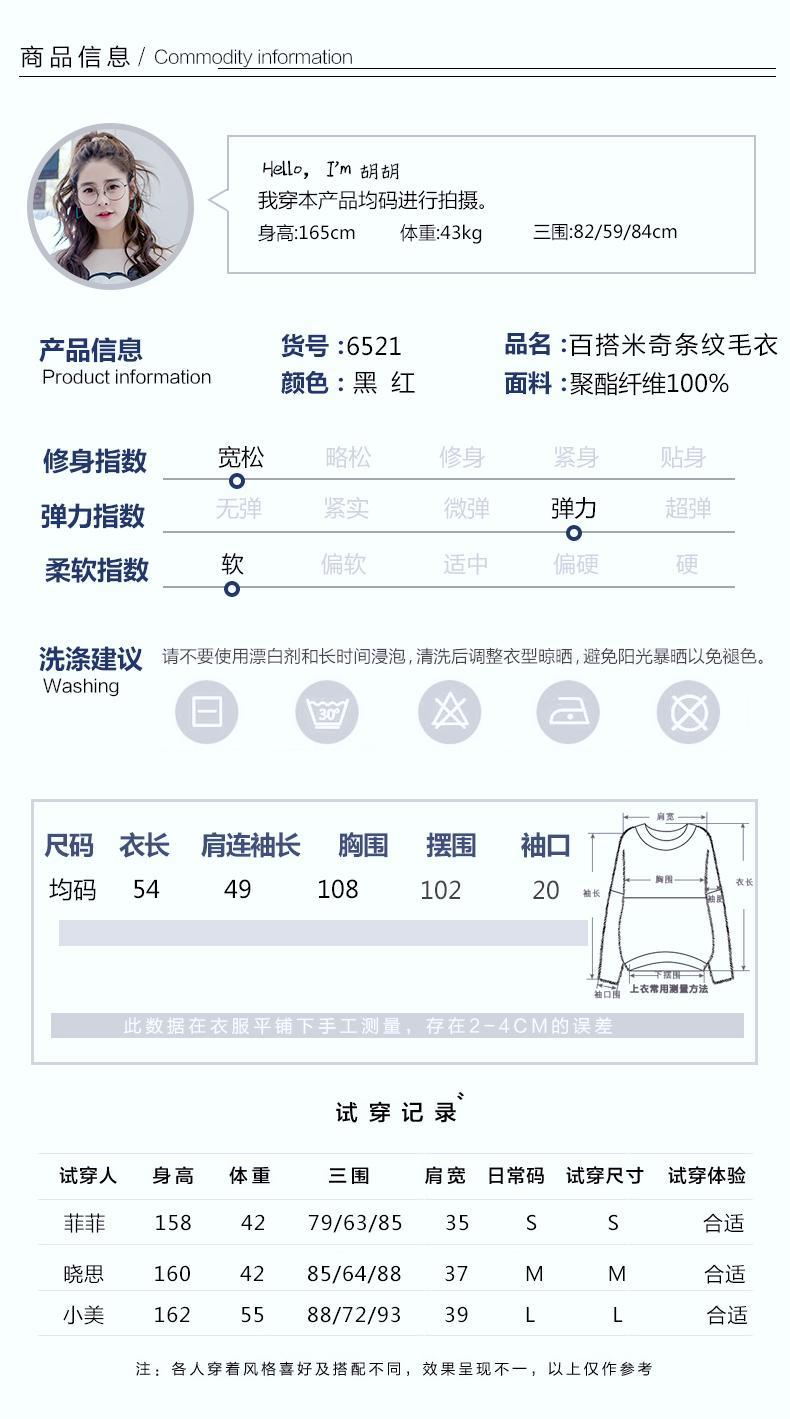 商品信息 / Commodity information
Hello, I'm 胡胡
我穿本产品均码进行拍摄。
身高:165cm 体重:43kg 三围:82/59/84cm
产品信息 货号:6521 品名:百搭米奇条纹毛衣
Product information 颜色:黑 红 面料:聚酯纤维100%
修身指数 宽松 略松 修身 紧身 贴身
弹力指数 无弹 紧实 微弹 弹力 超弹
柔软指数 软 偏软 适中 偏硬 硬
洗涤建议 请不要使用漂白剂和长时间浸泡,清洗后调整衣型晾晒,避免阳光暴晒以免褪色。
Washing
30°
尺码 衣长 肩连袖长 胸围 摆围 袖口
均码 54 49 108 102 20
肩宽
胸围
衣长
袖长
袖肥
下摆围
袖口围
上衣常用测量方法
此数据在衣服平铺下手工测量，存在2-4CM的误差
试穿记录
试穿人 身高 体重 三围 肩宽 日常码 试穿尺寸 试穿体验
菲菲 158 42 79/63/85 35 S S 合适
晓思 160 42 85/64/88 37 M M 合适
小美 162 55 88/72/93 39 L L 合适
注：各人穿着风格喜好及搭配不同，效果呈现不一，以上仅作参考